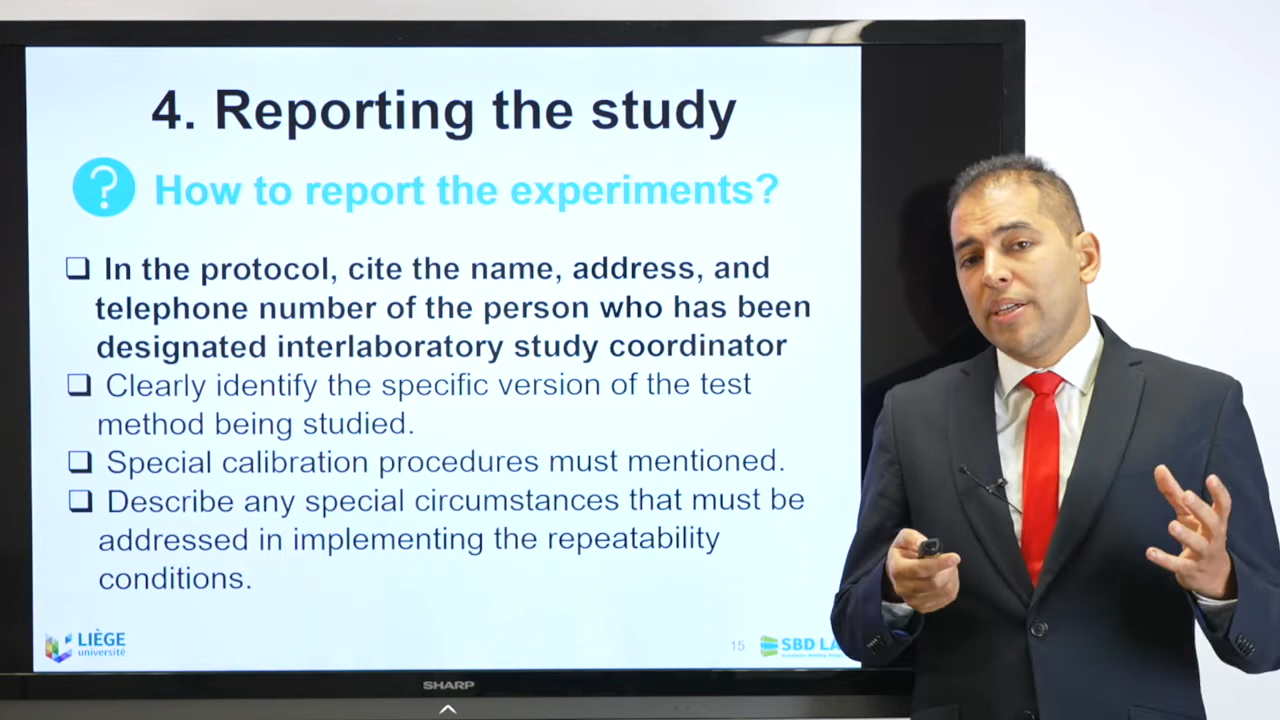 4. Reporting the study
? How to report the experiments?
❑ In the protocol, cite the name, address, and
telephone number of the person who has been
designated interlaboratory study coordinator
❑ Clearly identify the specific version of the test
method being studied.
❑ Special calibration procedures must mentioned.
❑ Describe any special circumstances that must be
addressed in implementing the repeatability
conditions.
LIÈGE
université
15
SBD LA
SHARP